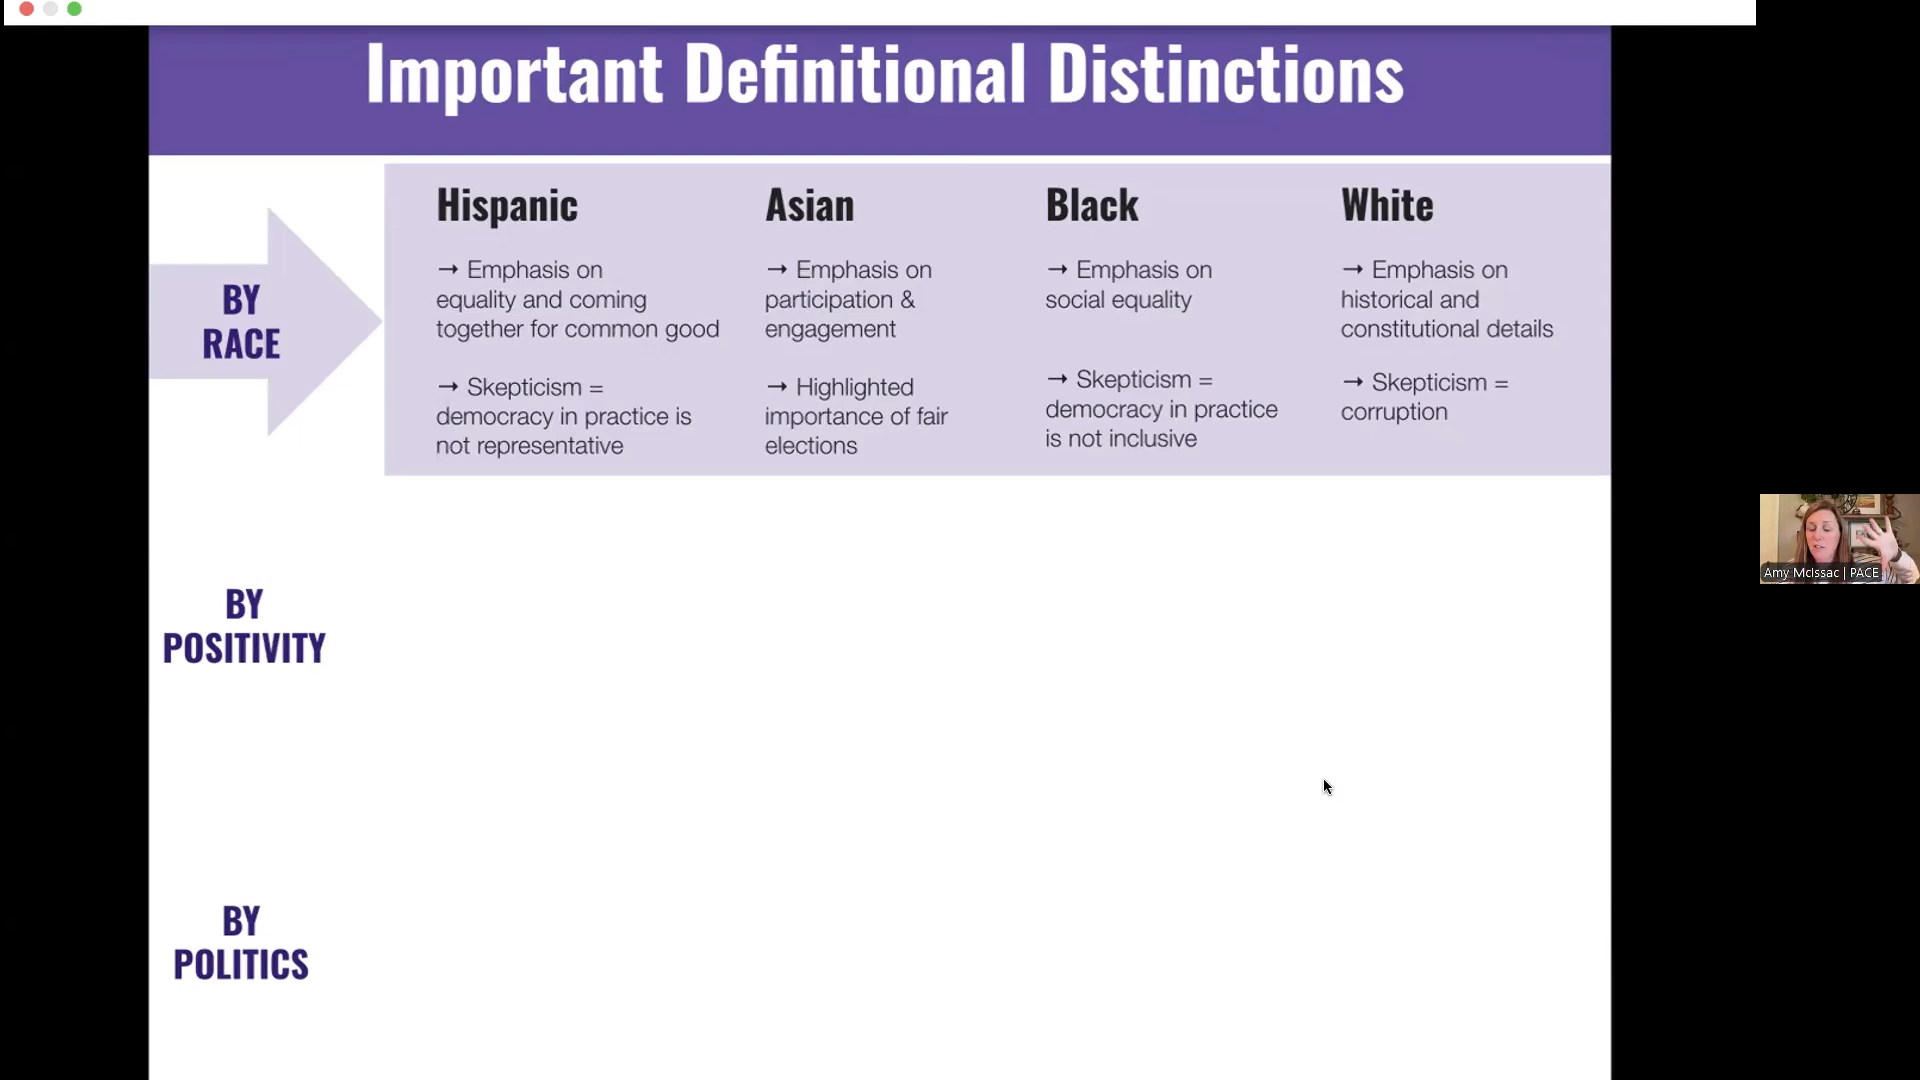 Important Definitional Distinctions
BY
RACE
Hispanic
→ Emphasis on
equality and coming
together for common good
→ Skepticism =
democracy in practice is
not representative
Asian
→ Emphasis on
participation &
engagement
→ Highlighted
importance of fair
elections
Black
→ Emphasis on
social equality
→ Skepticism =
democracy in practice
is not inclusive
White
→ Emphasis on
historical and
constitutional details
→ Skepticism =
corruption
BY
POSITIVITY
BY
POLITICS
Amy McIssac | PACE